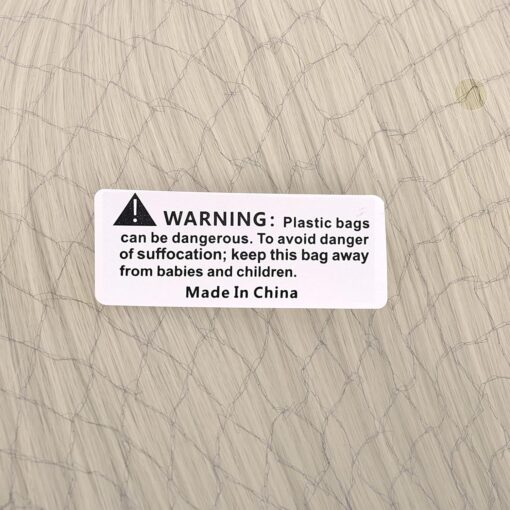 WARNING: Plastic bags
can be dangerous. To avoid danger
of suffocation; keep this bag away
from babies and children.
Made In China